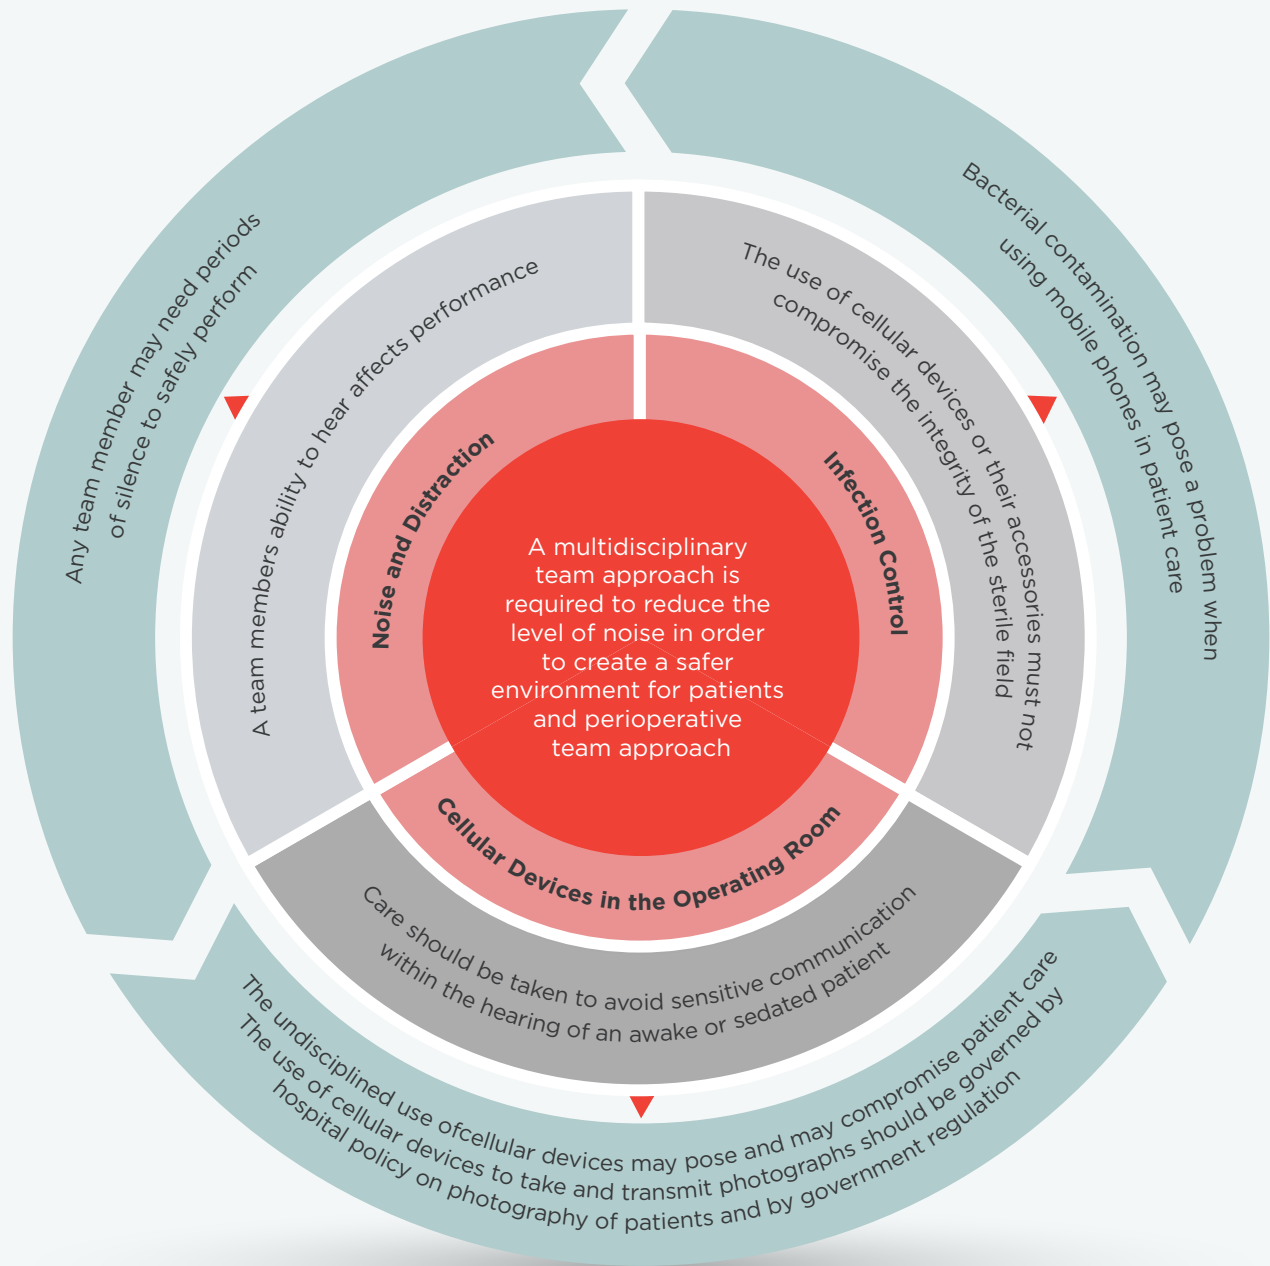 Any team member may need periods
of silence to safely perform
A team members ability to hear affects performance
Noise and Distraction
Bacterial contamination may pose a problem when
using mobile phones in patient care
The use of cellular devices or their accessories must not
compromise the integrity of the sterile field
Infection Control
A multidisciplinary
team approach is
required to reduce the
level of noise in order
to create a safer
environment for patients
and perioperative
team approach
Cellular Devices in the Operating Room
Care should be taken to avoid sensitive communication
within the hearing of an awake or sedated patient
The undisciplined use ofcellular devices may pose and may compromise patient care
The use of cellular devices to take and transmit photographs should be governed by
hospital policy on photography of patients and by government regulation